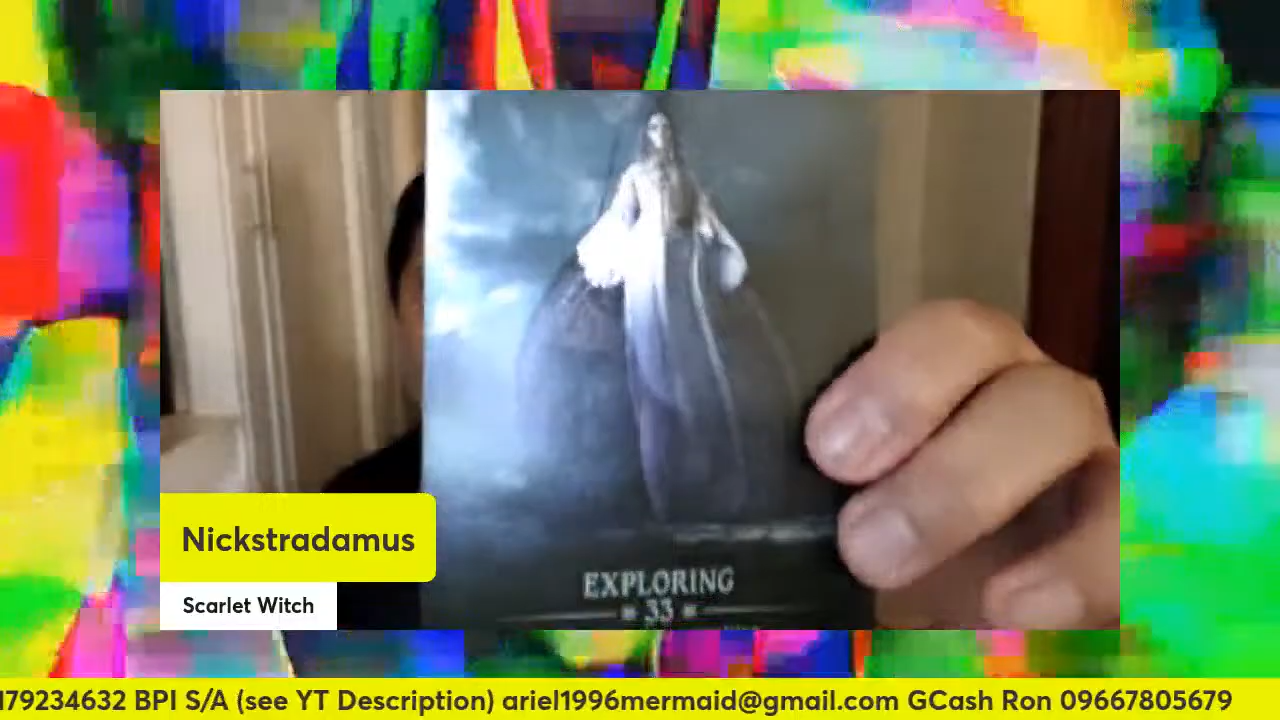 EXPLORING
33
Nickstradamus
Scarlet Witch
179234632 BPI S/A (see YT Description) ariel1996mermaid@gmail.com GCash Ron 09667805679